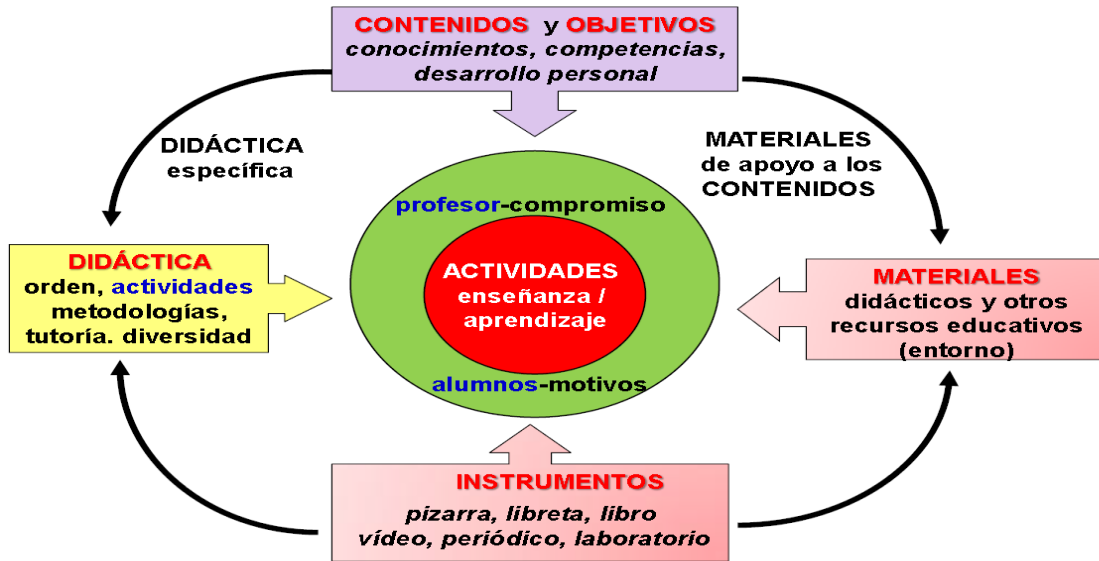 CONTENIDOS y OBJETIVOS
conocimientos, competencias,
desarrollo personal
DIDÁCTICA
específica
MATERIALES
de apoyo a los
CONTENIDOS
profesor-compromiso
ACTIVIDADES
enseñanza /
aprendizaje
alumnos-motivos
DIDÁCTICA
orden, actividades
metodologías,
tutoría. diversidad
MATERIALES
didácticos y otros
recursos educativos
(entorno)
INSTRUMENTOS
pizarra, libreta, libro
vídeo, periódico, laboratorio